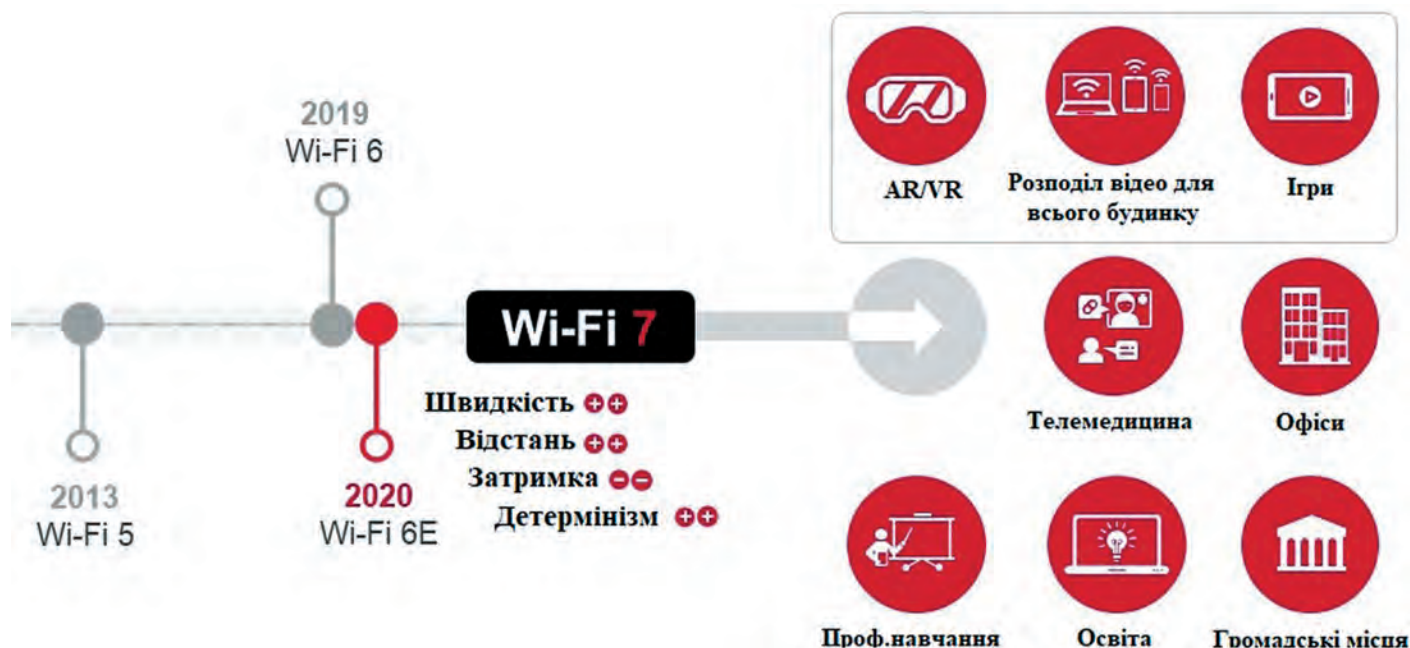 2019
Wi-Fi 6
2013
Wi-Fi 5
2020
Wi-Fi 6E
Wi-Fi 7
Швидкість
Відстань
Затримка
Детермінізм
AR/VR
Розподіл відео для
всього будинку
Ігри
Телемедицина
Офіси
Проф.навчання
Освіта
Громадські місця